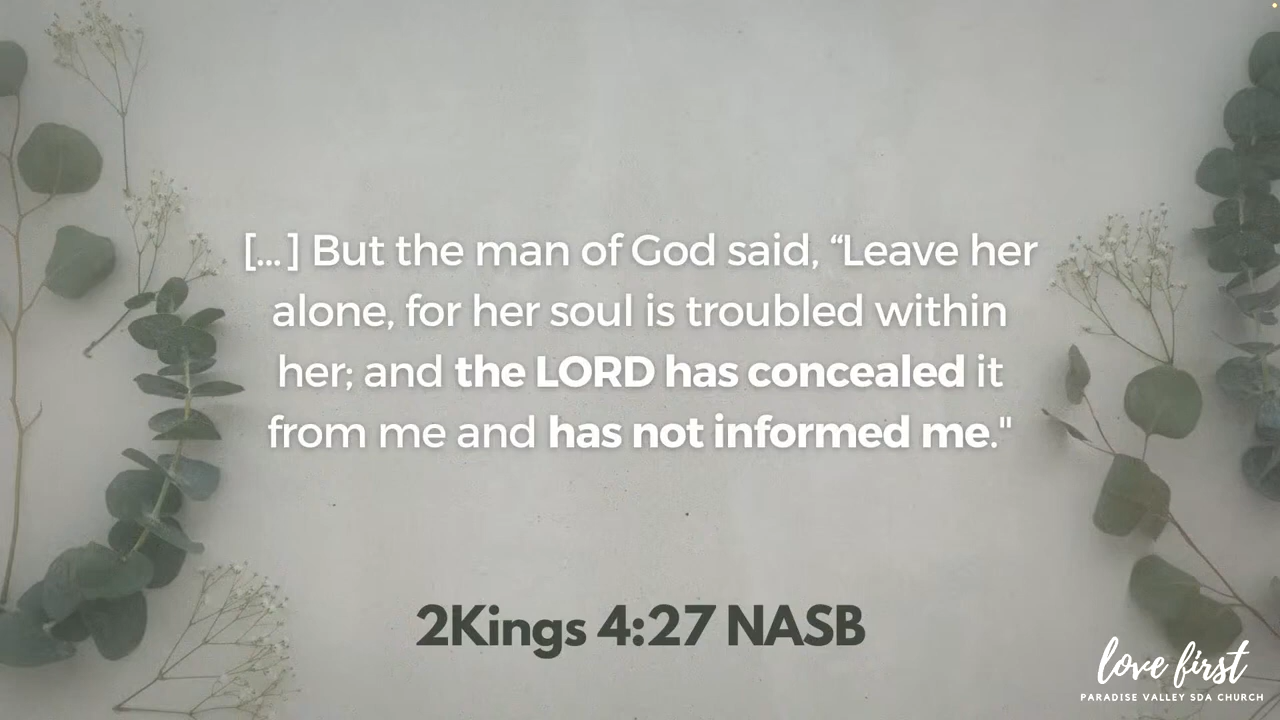 [...] But the man of God said, “Leave her
alone, for her soul is troubled within
her; and the LORD has concealed it
from me and has not informed me."
2Kings 4:27 NASB
love first
PARADISE VALLEY SDA CHURCH